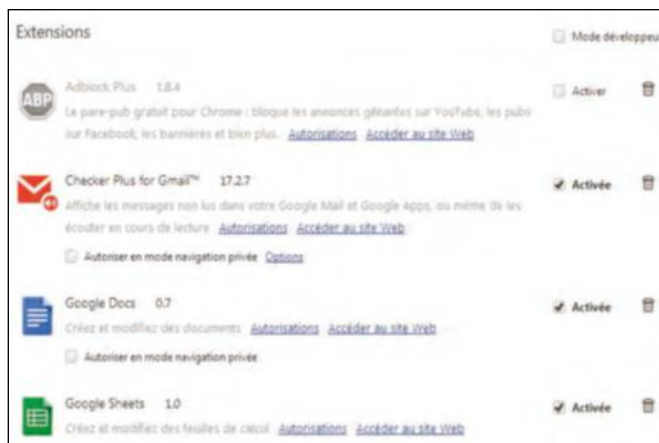 Extensions
Mode développeur
ABP
Adblock Plus 1.8.4
Activer
Le pare-pub gratuit pour Chrome : bloque les annonces gênantes sur YouTube, les pubs
sur Facebook, les bannières et bien plus. Autorisations Accéder au site Web
Checker Plus for Gmail™ 17.2.7
Activée
Affiche les messages non lus dans votre Google Mail et Google Apps, ou même de les
écouter en cours de lecture Autorisations Accéder au site Web
Autoriser en mode navigation privée Options
Google Docs 0.7
Activée
Créez et modifiez des documents Autorisations Accéder au site Web
Autoriser en mode navigation privée
Google Sheets 1.0
Activée
Créez et modifiez des feuilles de calcul Autorisations Accéder au site Web